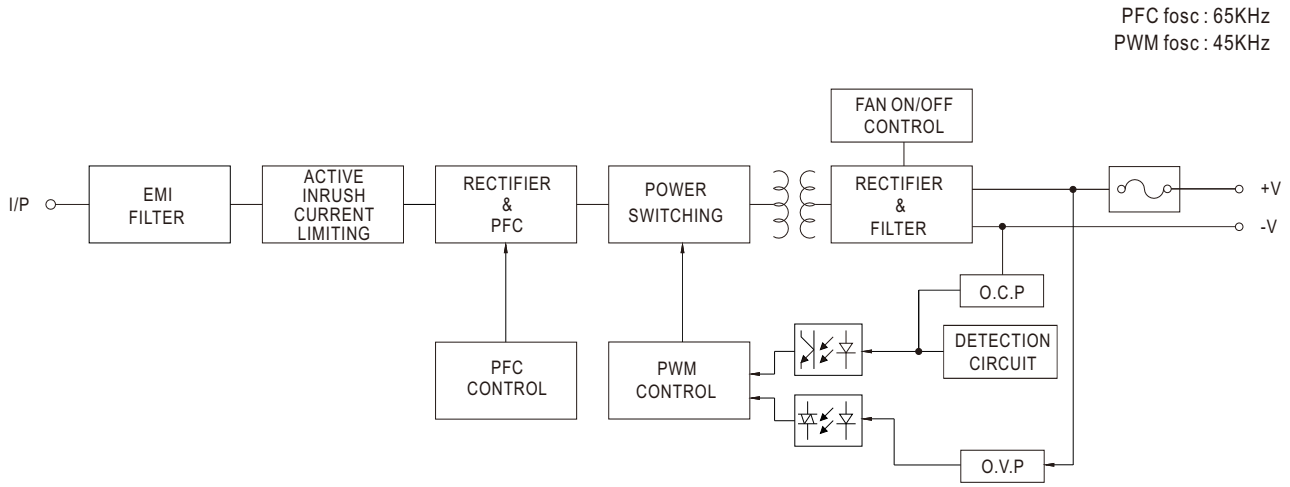 PFC fosc : 65KHz
PWM fosc : 45KHz
FAN ON/OFF
CONTROL
I/P
EMI
FILTER
ACTIVE
INRUSH
CURRENT
LIMITING
RECTIFIER
&
PFC
POWER
SWITCHING
RECTIFIER
&
FILTER
+V
-V
O.C.P
DETECTION
CIRCUIT
PFC
CONTROL
PWM
CONTROL
O.V.P